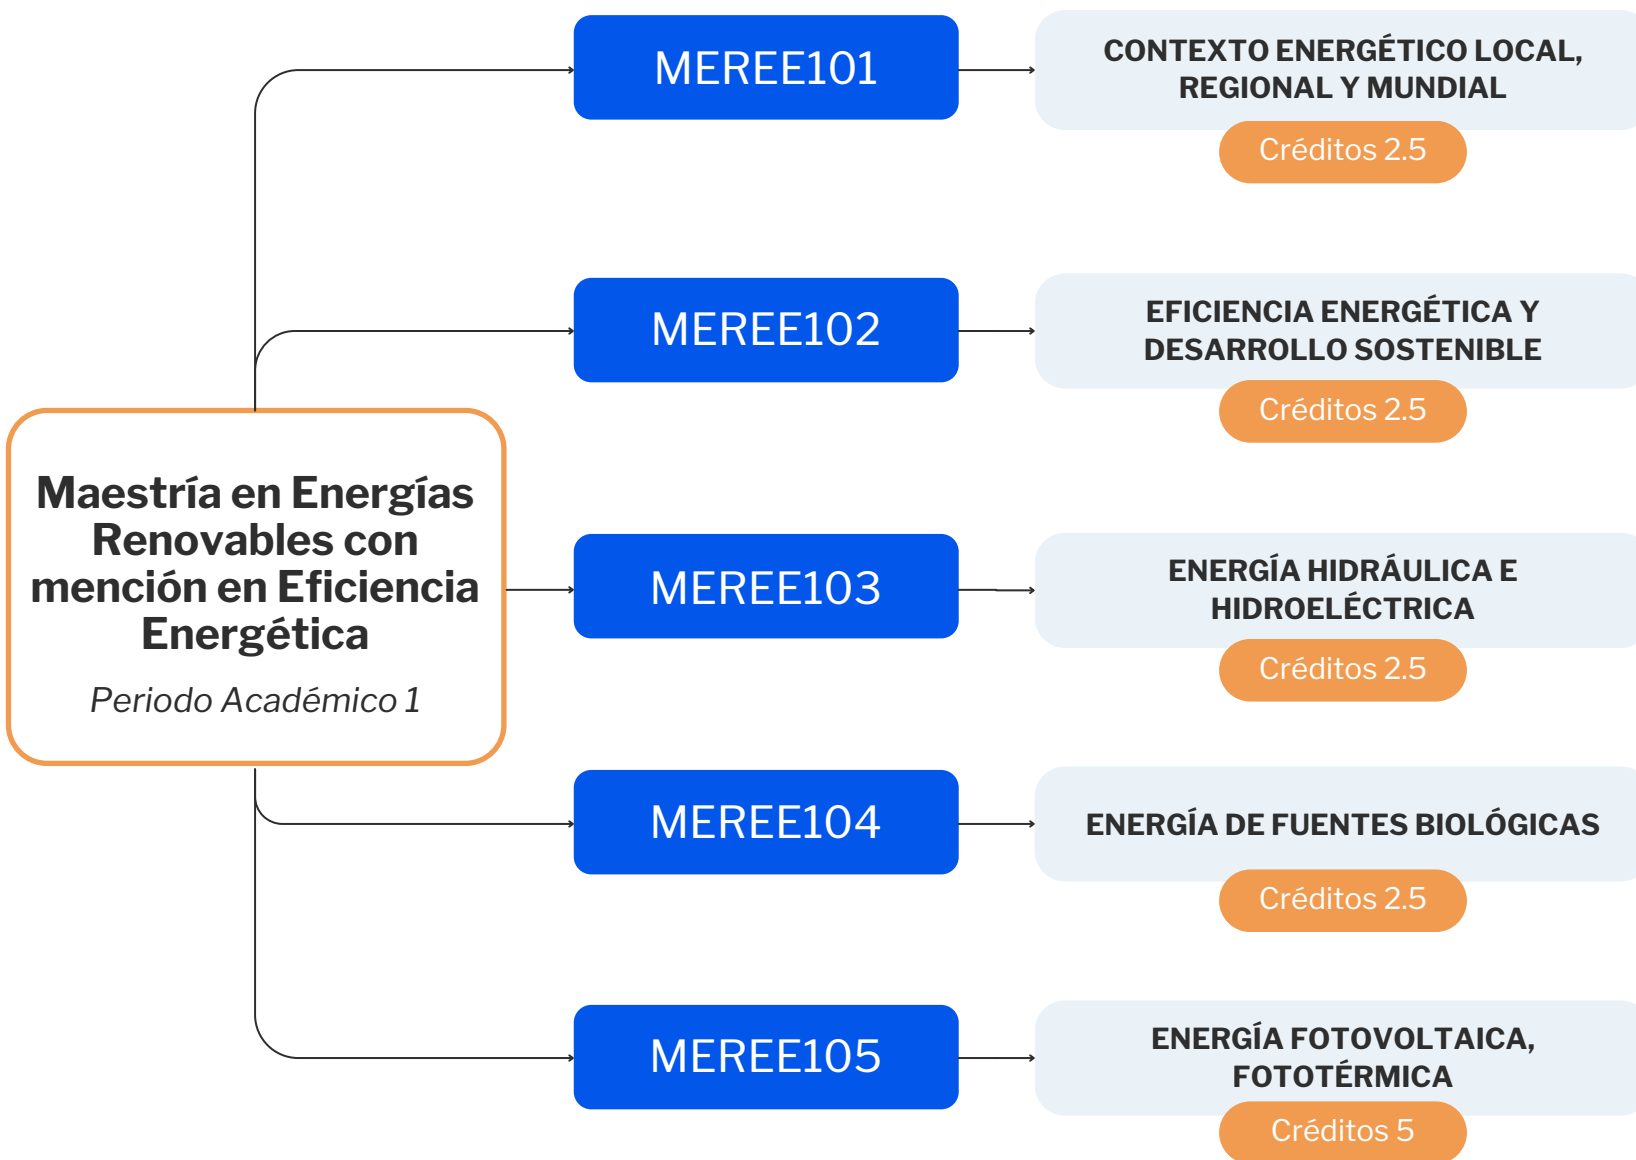 Maestría en Energías
Renovables con
mención en Eficiencia
Energética
Periodo Académico 1
MEREE101
CONTEXTO ENERGÉTICO LOCAL,
REGIONAL Y MUNDIAL
Créditos 2.5
MEREE102
EFICIENCIA ENERGÉTICA Y
DESARROLLO SOSTENIBLE
Créditos 2.5
MEREE103
ENERGÍA HIDRÁULICA E
HIDROELÉCTRICA
Créditos 2.5
MEREE104
ENERGÍA DE FUENTES BIOLÓGICAS
Créditos 2.5
MEREE105
ENERGÍA FOTOVOLTAICA,
FOTOTÉRMICA
Créditos 5